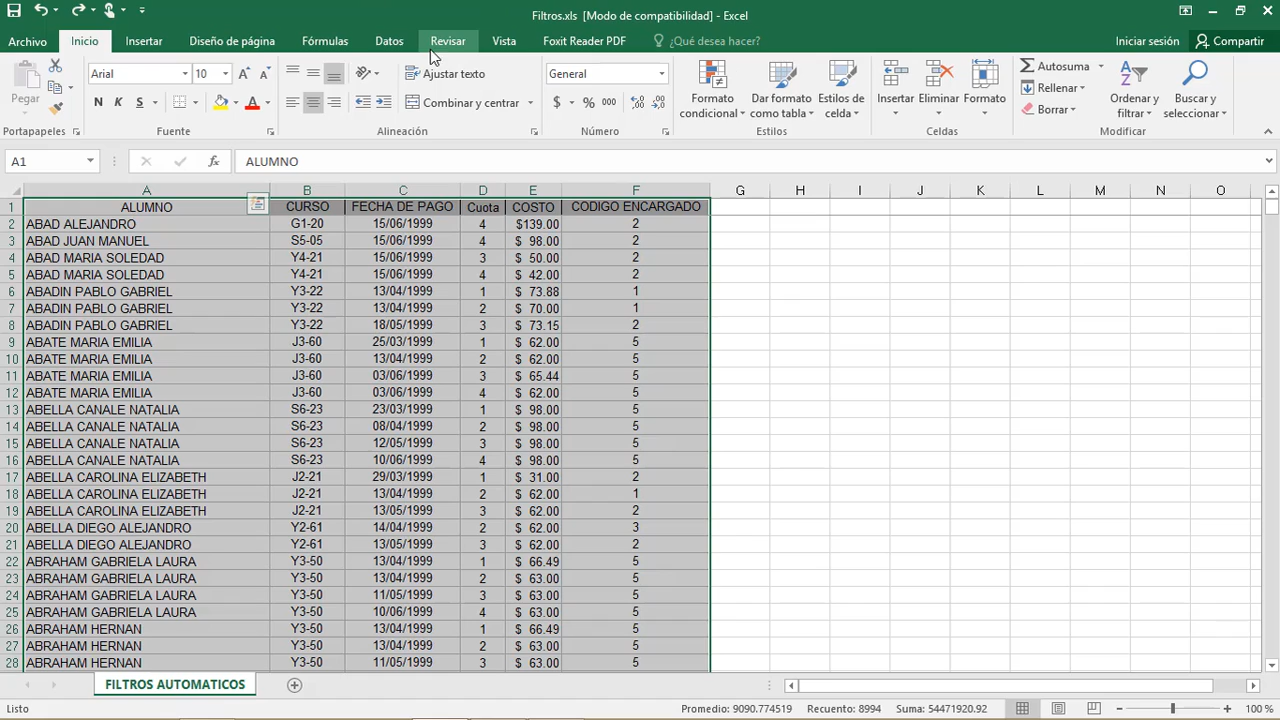 Filtros.xls [Modo de compatibilidad] - Excel
Archivo Inicio Insertar Diseño de página Fórmulas Datos Revisar Vista Foxit Reader PDF ¿Qué desea hacer? Iniciar sesión Compartir
Pegar
Arial 10
N K S
Ajustar texto
Combinar y centrar
General
$ % 000
Formato condicional
Dar formato como tabla
Estilos de celda
Insertar
Eliminar
Formato
Autosuma
Rellenar
Borrar
Ordenar y filtrar
Buscar y seleccionar
Portapapeles Fuente Alineación Número Estilos Celdas Modificar
A1 fx ALUMNO
A B C D E F G H I J K L M N O
1 ALUMNO CURSO FECHA DE PAGO Cuota COSTO CODIGO ENCARGADO
2 ABAD ALEJANDRO G1-20 15/06/1999 4 $139.00 2
3 ABAD JUAN MANUEL S5-05 15/06/1999 4 $ 98.00 2
4 ABAD MARIA SOLEDAD Y4-21 15/06/1999 3 $ 50.00 2
5 ABAD MARIA SOLEDAD Y4-21 15/06/1999 4 $ 42.00 2
6 ABADIN PABLO GABRIEL Y3-22 13/04/1999 1 $ 73.88 1
7 ABADIN PABLO GABRIEL Y3-22 13/04/1999 2 $ 70.00 1
8 ABADIN PABLO GABRIEL Y3-22 18/05/1999 3 $ 73.15 2
9 ABATE MARIA EMILIA J3-60 25/03/1999 1 $ 62.00 5
10 ABATE MARIA EMILIA J3-60 13/04/1999 2 $ 62.00 5
11 ABATE MARIA EMILIA J3-60 03/06/1999 3 $ 65.44 5
12 ABATE MARIA EMILIA J3-60 03/06/1999 4 $ 62.00 5
13 ABELLA CANALE NATALIA S6-23 23/03/1999 1 $ 98.00 5
14 ABELLA CANALE NATALIA S6-23 08/04/1999 2 $ 98.00 5
15 ABELLA CANALE NATALIA S6-23 12/05/1999 3 $ 98.00 5
16 ABELLA CANALE NATALIA S6-23 10/06/1999 4 $ 98.00 5
17 ABELLA CAROLINA ELIZABETH J2-21 29/03/1999 1 $ 31.00 2
18 ABELLA CAROLINA ELIZABETH J2-21 13/04/1999 2 $ 62.00 1
19 ABELLA CAROLINA ELIZABETH J2-21 13/05/1999 3 $ 62.00 2
20 ABELLA DIEGO ALEJANDRO Y2-61 14/04/1999 2 $ 62.00 3
21 ABELLA DIEGO ALEJANDRO Y2-61 13/05/1999 3 $ 62.00 2
22 ABRAHAM GABRIELA LAURA Y3-50 13/04/1999 1 $ 66.49 5
23 ABRAHAM GABRIELA LAURA Y3-50 13/04/1999 2 $ 63.00 5
24 ABRAHAM GABRIELA LAURA Y3-50 11/05/1999 3 $ 63.00 5
25 ABRAHAM GABRIELA LAURA Y3-50 10/06/1999 4 $ 63.00 5
26 ABRAHAM HERNAN Y3-50 13/04/1999 1 $ 66.49 5
27 ABRAHAM HERNAN Y3-50 13/04/1999 2 $ 63.00 5
28 ABRAHAM HERNAN Y3-50 11/05/1999 3 $ 63.00 5
FILTROS AUTOMATICOS
Listo Promedio: 9090.774519 Recuento: 8994 Suma: 54471920.92 100 %